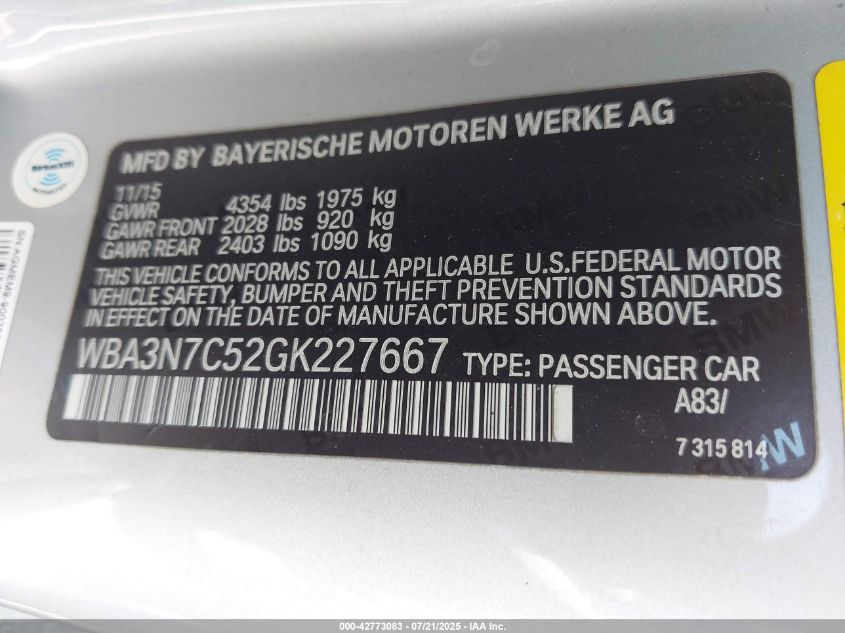 MFD BY BAYERISCHE MOTOREN WERKE AG
11/15
GVWR 4354 lbs 1975 kg
GAWR FRONT 2028 lbs 920 kg
GAWR REAR 2403 lbs 1090 kg
THIS VEHICLE CONFORMS TO ALL APPLICABLE U.S.FEDERAL MOTOR
VEHICLE SAFETY, BUMPER AND THEFT PREVENTION STANDARDS
IN EFFECT ON THE DATE OF MANUFACTURE SHOWN ABOVE.
WBA3N7C52GK227667 TYPE: PASSENGER CAR
A83/
7 315 814
000-42773083 - 07/21/2025 - IAA Inc.